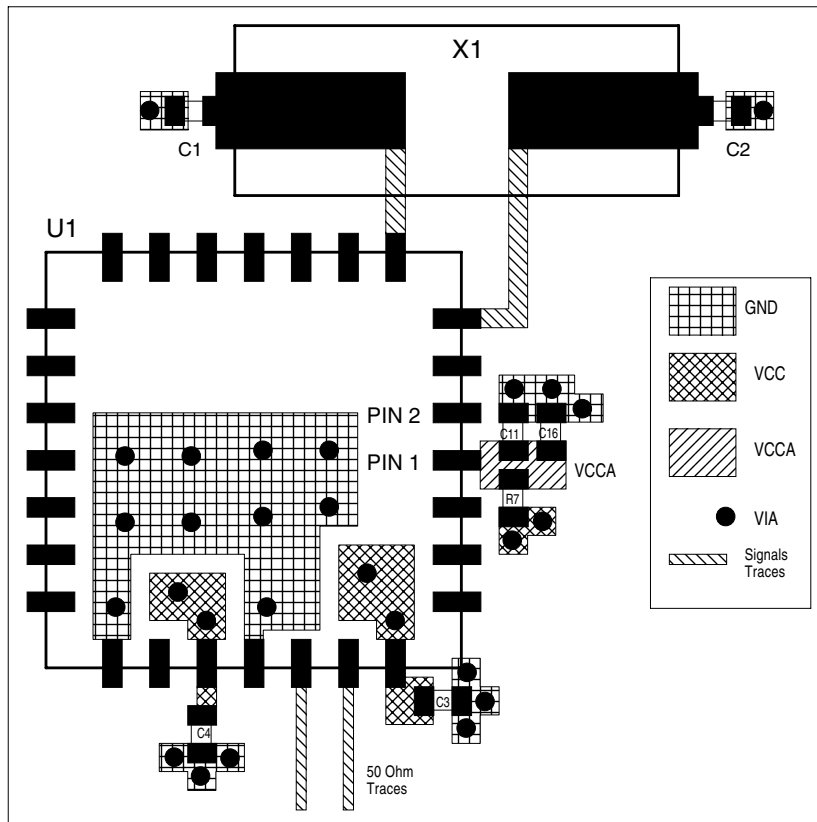 X1
C1
C2
U1
GND
VCC
VCCA
VIA
Signals
Traces
PIN 2
PIN 1
C11
C16
VCCA
R7
C3
C4
50 Ohm
Traces